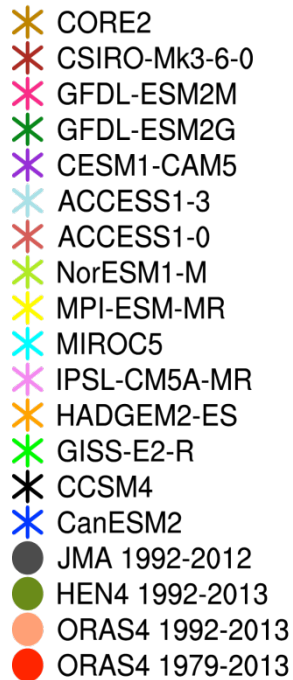 CORE2
CSIRO-Mk3-6-0
GFDL-ESM2M
GFDL-ESM2G
CESM1-CAM5
ACCESS1-3
ACCESS1-0
NorESM1-M
MPI-ESM-MR
MIROC5
IPSL-CM5A-MR
HADGEM2-ES
GISS-E2-R
CCSM4
CanESM2
JMA 1992-2012
HEN4 1992-2013
ORAS4 1992-2013
ORAS4 1979-2013